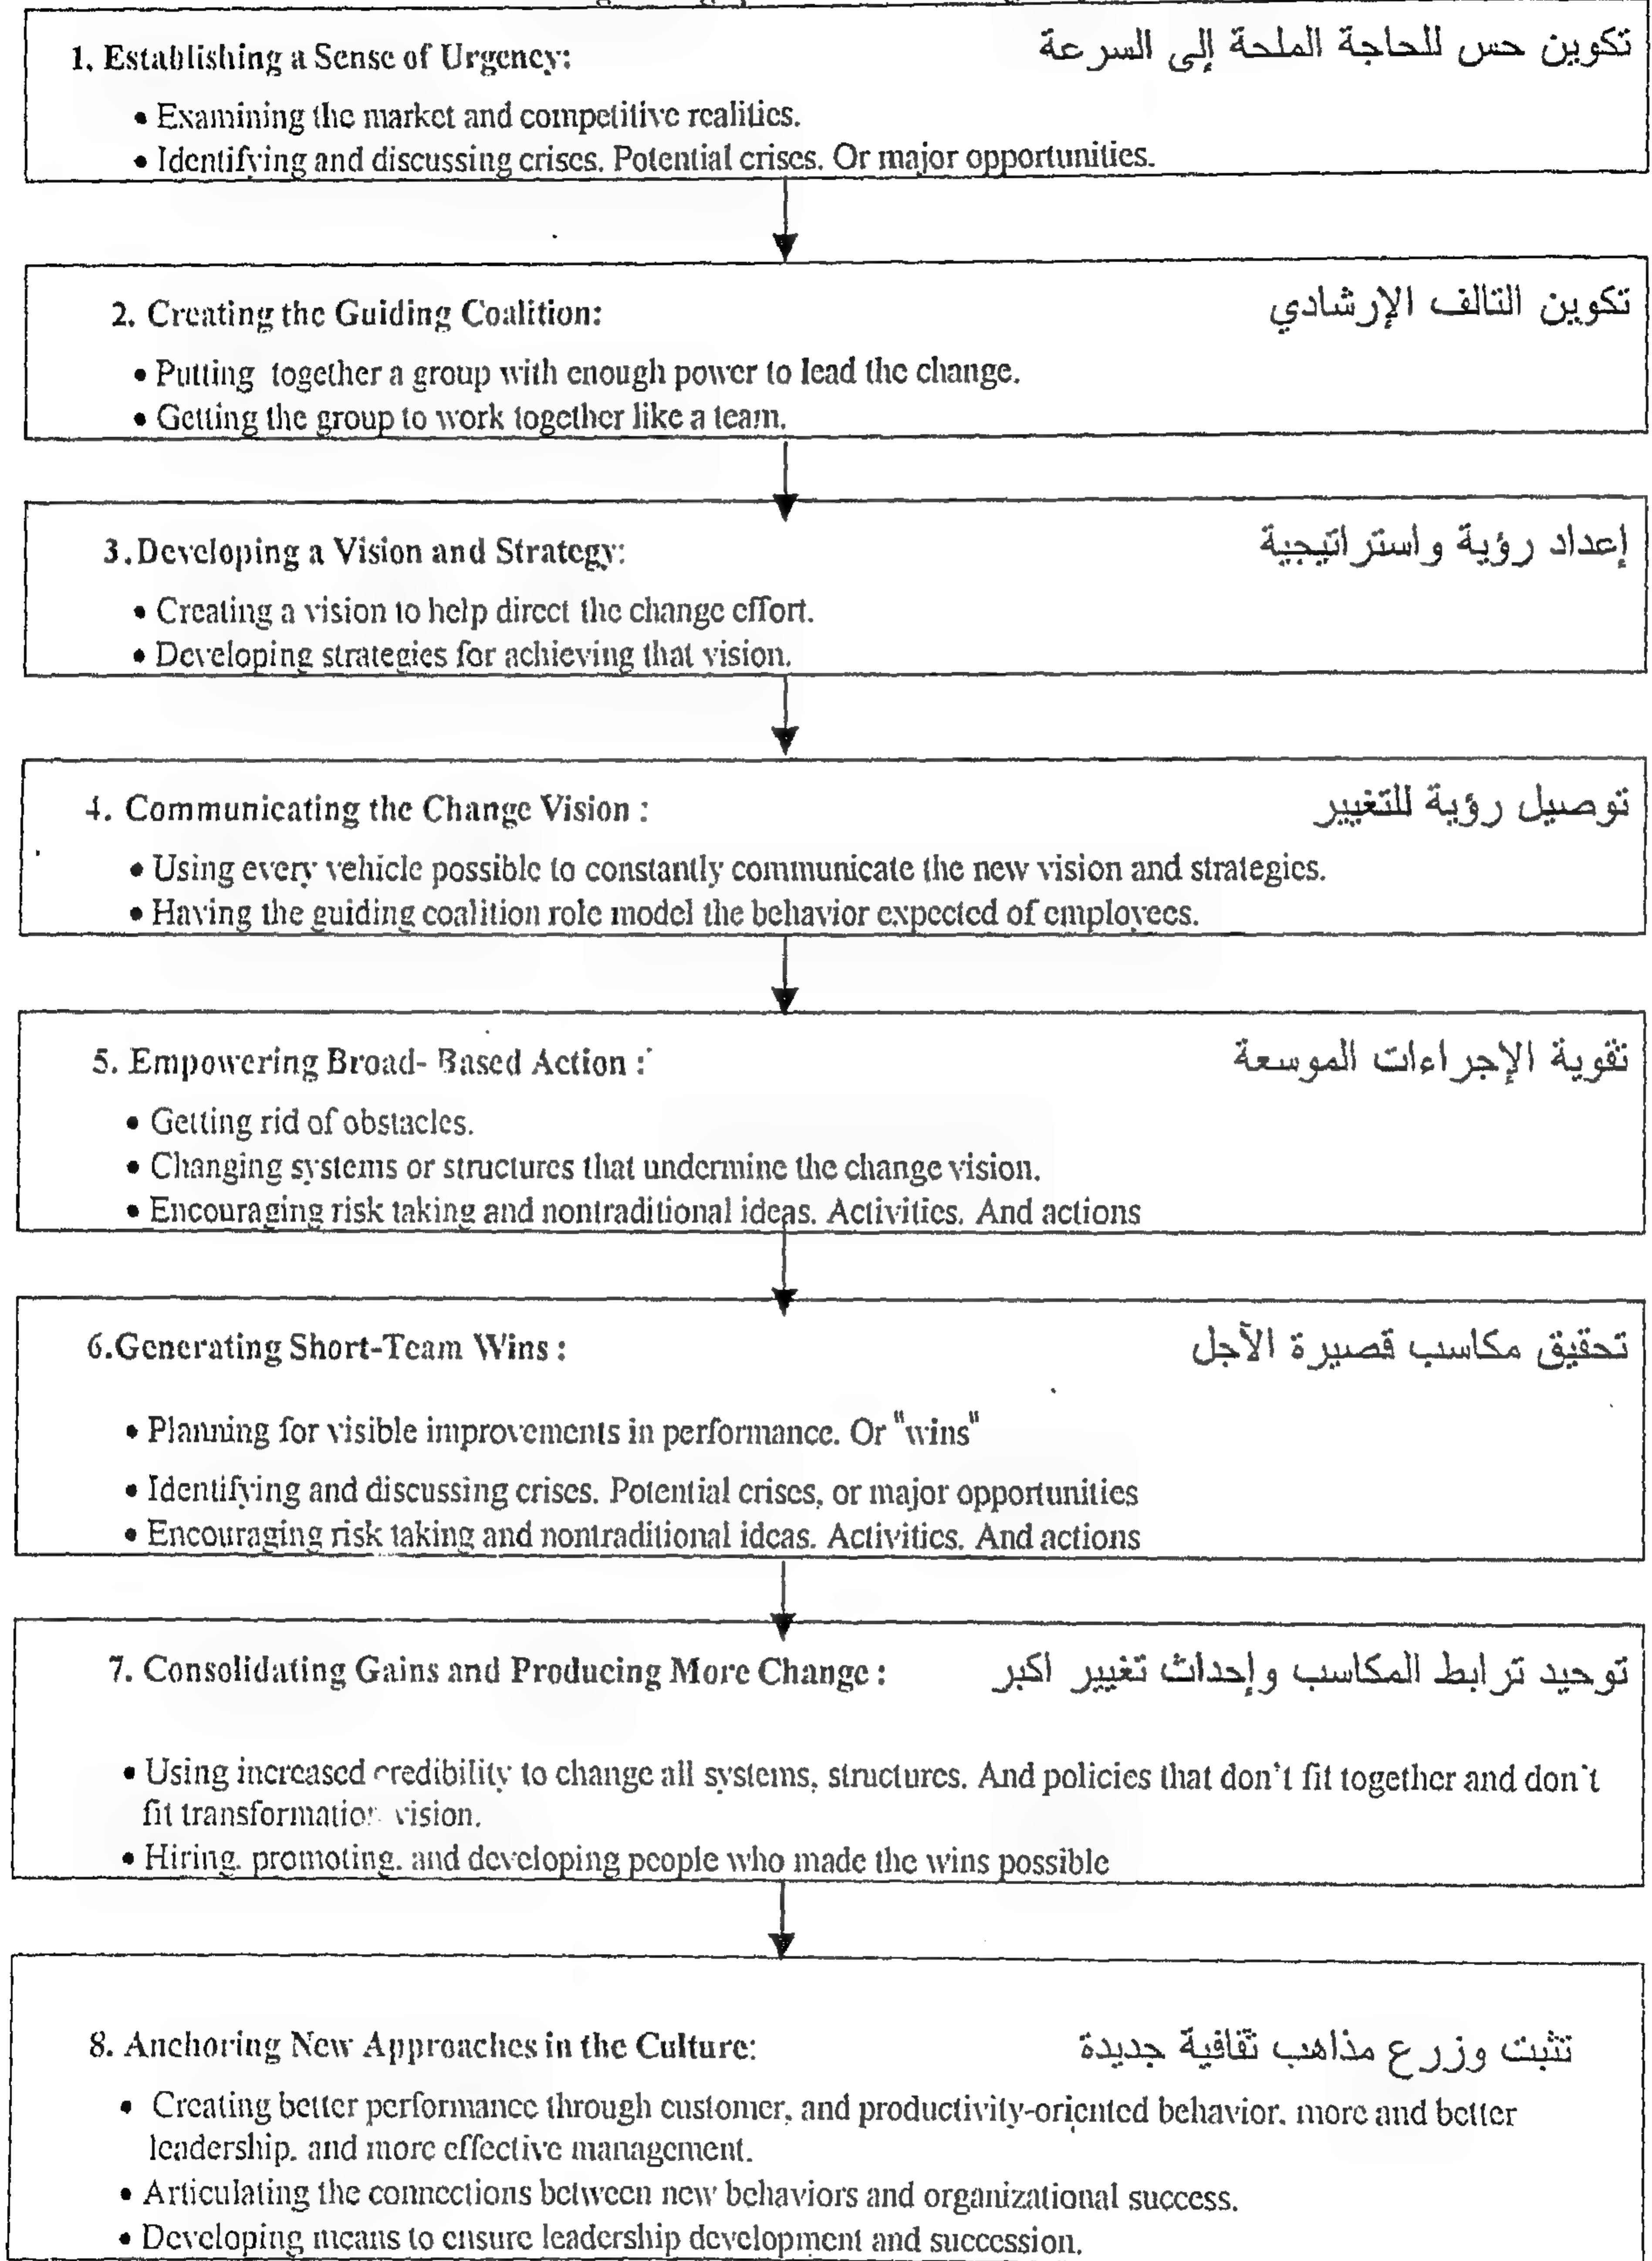 1. Establishing a Sense of Urgency: تكوين حس للحاجة الملحة إلى السرعة
• Examining the market and competitive realities.
• Identifying and discussing crises. Potential crises. Or major opportunities.
2. Creating the Guiding Coalition: تكوين التالف الإرشادي
• Putting together a group with enough power to lead the change.
• Getting the group to work together like a team.
3. Developing a Vision and Strategy: إعداد رؤية واستراتيجية
• Creating a vision to help direct the change effort.
• Developing strategies for achieving that vision.
4. Communicating the Change Vision : توصيل رؤية للتغيير
• Using every vehicle possible to constantly communicate the new vision and strategies.
• Having the guiding coalition role model the behavior expected of employees.
5. Empowering Broad- Based Action : تقوية الإجراءات الموسعة
• Getting rid of obstacles.
• Changing systems or structures that undermine the change vision.
• Encouraging risk taking and nontraditional ideas. Activities. And actions
6.Generating Short-Team Wins : تحقيق مكاسب قصيرة الآجل
• Planning for visible improvements in performance. Or "wins"
• Identifying and discussing crises. Potential crises, or major opportunities
• Encouraging risk taking and nontraditional ideas. Activities. And actions
7. Consolidating Gains and Producing More Change : توحيد ترابط المكاسب وإحداث تغيير اكبر
• Using increased credibility to change all systems, structures. And policies that don't fit together and don't
fit transformation vision.
• Hiring. promoting. and developing people who made the wins possible
8. Anchoring New Approaches in the Culture: تثبت وزرع مذاهب ثقافية جديدة
• Creating better performance through customer, and productivity-oriented behavior. more and better
leadership. and more effective management.
• Articulating the connections between new behaviors and organizational success.
• Developing means to ensure leadership development and succession.